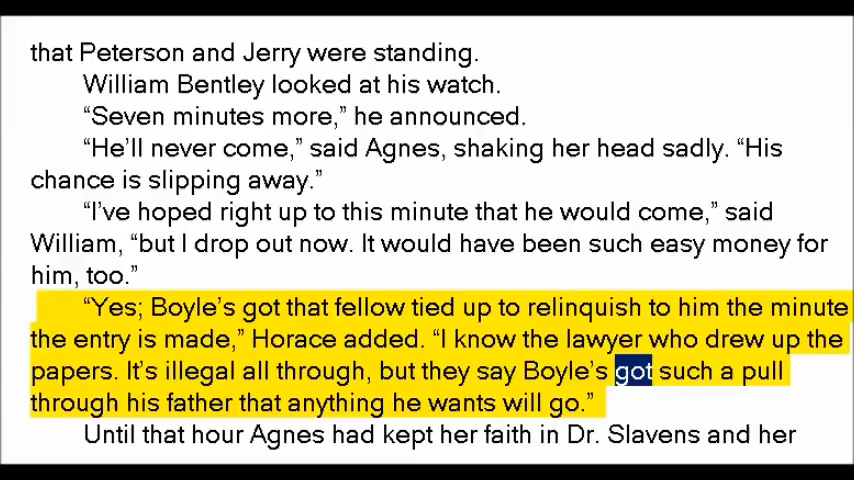 that Peterson and Jerry were standing.
William Bentley looked at his watch.
“Seven minutes more,” he announced.
“He’ll never come,” said Agnes, shaking her head sadly. “His
chance is slipping away.”
“I’ve hoped right up to this minute that he would come,” said
William, “but I drop out now. It would have been such easy money for
him, too.”
“Yes; Boyle’s got that fellow tied up to relinquish to him the minute
the entry is made,” Horace added. “I know the lawyer who drew up the
papers. It’s illegal all through, but they say Boyle’s got such a pull
through his father that anything he wants will go.”
Until that hour Agnes had kept her faith in Dr. Slavens and her